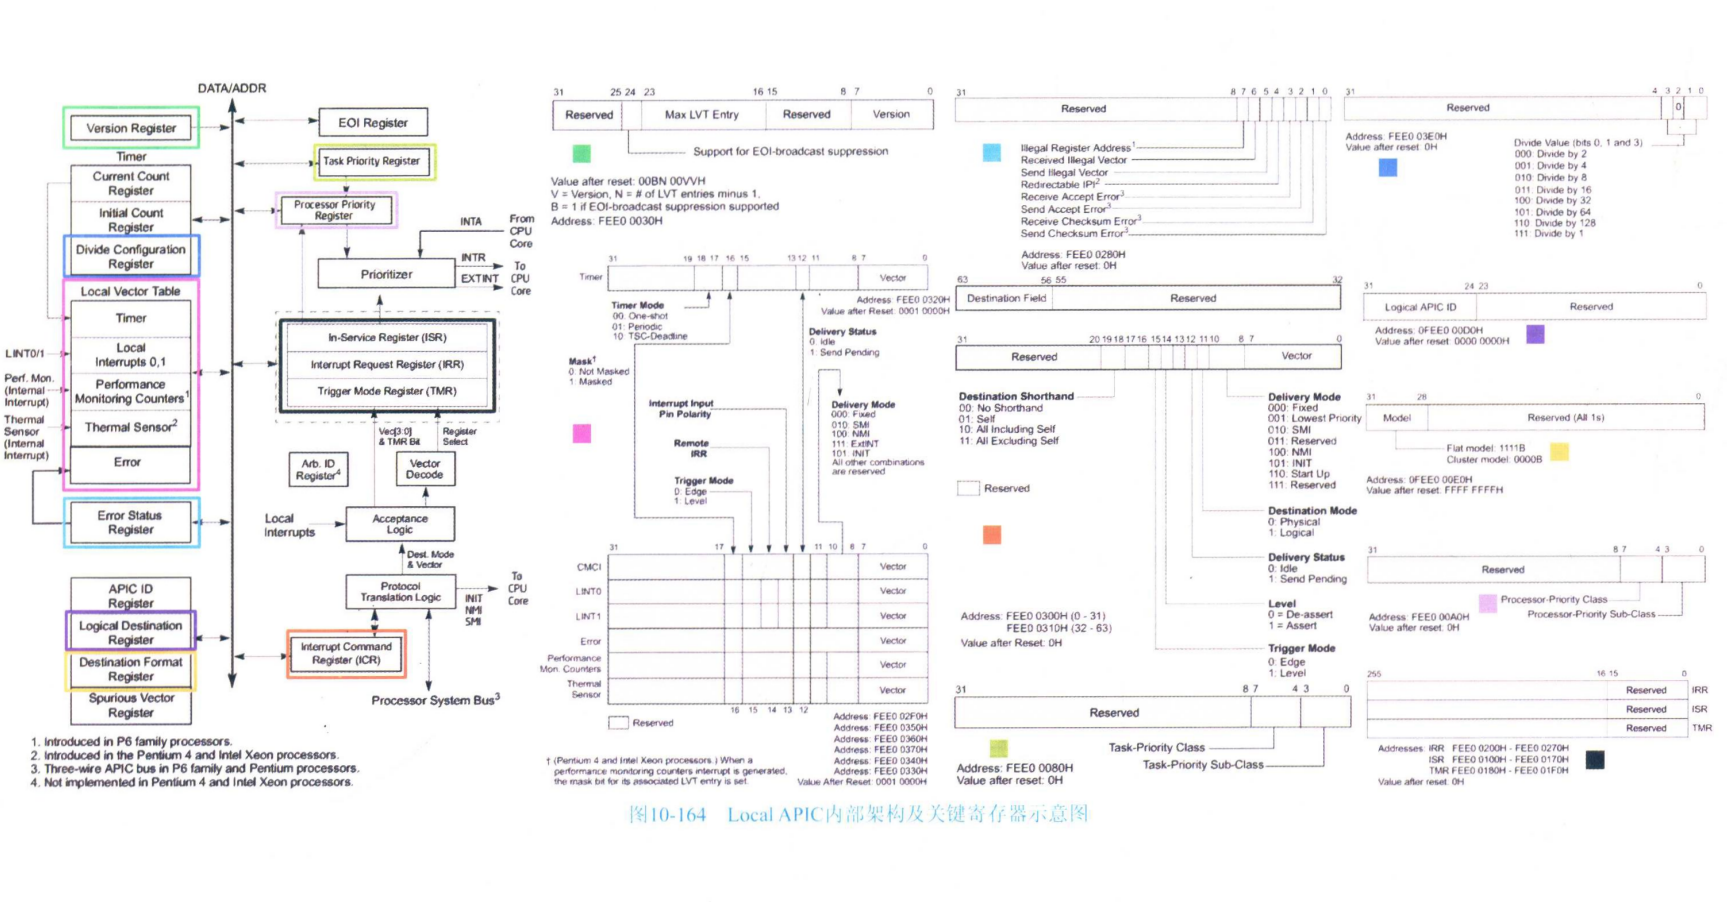 DATA/ADDR
Version Register
EOI Register
Timer
Current Count
Register
Initial Count
Register
Divide Configuration
Register
Task Priority Register
Processor Priority
Register
INTA
From
CPU
Core
Prioritizer
INTR
EXTINT
To
CPU
Core
Local Vector Table
Timer
Local
Interrupts 0,1
Performance
Monitoring Counters1
Thermal Sensor2
Error
LINT0/1
Perf. Mon.
(Internal
Interrupt)
Thermal
Sensor
(Internal
Interrupt)
In-Service Register (ISR)
Interrupt Request Register (IRR)
Trigger Mode Register (TMR)
Vec[3:0]
& TMR Bit
Register
Select
Arb. ID
Register4
Vector
Decode
Error Status
Register
Local
Interrupts
Acceptance
Logic
Dest. Mode
& Vector
APIC ID
Register
Logical Destination
Register
Destination Format
Register
Spurious Vector
Register
Protocol
Translation Logic
INIT
NMI
SMI
To
CPU
Core
Interrupt Command
Register (ICR)
Processor System Bus3
1. Introduced in P6 family processors.
2. Introduced in the Pentium 4 and Intel Xeon processors.
3. Three-wire APIC bus in P6 family and Pentium processors.
4. Not implemented in Pentium 4 and Intel Xeon processors.
31 25 24 23 16 15 8 7 0
Reserved Max LVT Entry Reserved Version
Support for EOI-broadcast suppression
Value after reset: 00BN 00VVH
V = Version, N = # of LVT entries minus 1,
B = 1 if EOI-broadcast suppression supported
Address: FEE0 0030H
31 19 18 17 16 15 13 12 11 8 7 0
Timer Vector
Address: FEE0 0320H
Value after Reset: 0001 0000H
Timer Mode
00: One-shot
01: Periodic
10: TSC-Deadline
Delivery Status
0: Idle
1: Send Pending
Mask†
0: Not Masked
1: Masked
Interrupt Input
Pin Polarity
Remote
IRR
Trigger Mode
0: Edge
1: Level
Delivery Mode
000: Fixed
010: SMI
100: NMI
111: ExtINT
101: INIT
All other combinations
are reserved
31 17 11 10 8 7 0
CMCI Vector
LINT0 Vector
LINT1 Vector
Error Vector
Performance
Mon. Counters Vector
Thermal
Sensor Vector
16 15 14 13 12
Reserved
Address: FEE0 02F0H
Address: FEE0 0350H
Address: FEE0 0360H
Address: FEE0 0370H
Address: FEE0 0340H
Address: FEE0 0330H
Value After Reset: 0001 0000H
† (Pentium 4 and Intel Xeon processors.) When a
performance monitoring counters interrupt is generated,
the mask bit for its associated LVT entry is set.
31 8 7 6 5 4 3 2 1 0
Reserved
Illegal Register Address1
Received Illegal Vector
Send Illegal Vector
Redirectable IPI2
Receive Accept Error3
Send Accept Error3
Receive Checksum Error3
Send Checksum Error3
Address: FEE0 0280H
Value after reset: 0H
63 56 55 32
Destination Field Reserved
31 20 19 18 17 16 15 14 13 12 11 10 8 7 0
Reserved Vector
Destination Shorthand
00: No Shorthand
01: Self
10: All Including Self
11: All Excluding Self
Reserved
Delivery Mode
000: Fixed
001: Lowest Priority
010: SMI
011: Reserved
100: NMI
101: INIT
110: Start Up
111: Reserved
Destination Mode
0: Physical
1: Logical
Delivery Status
0: Idle
1: Send Pending
Level
0 = De-assert
1 = Assert
Trigger Mode
0: Edge
1: Level
Address: FEE0 0300H (0 - 31)
FEE0 0310H (32 - 63)
Value after Reset: 0H
31 8 7 4 3 0
Reserved
Task-Priority Class
Task-Priority Sub-Class
Address: FEE0 0080H
Value after reset: 0H
31 4 3 2 1 0
Reserved 0
Address: FEE0 03E0H
Value after reset: 0H
Divide Value (bits 0, 1 and 3)
000: Divide by 2
001: Divide by 4
010: Divide by 8
011: Divide by 16
100: Divide by 32
101: Divide by 64
110: Divide by 128
111: Divide by 1
31 24 23 0
Logical APIC ID Reserved
Address: 0FEE0 00D0H
Value after reset: 0000 0000H
31 28 0
Model Reserved (All 1s)
Flat model: 1111B
Cluster model: 0000B
Address: 0FEE0 00E0H
Value after reset: FFFF FFFFH
31 8 7 4 3 0
Reserved
Processor-Priority Class
Processor-Priority Sub-Class
Address: FEE0 00A0H
Value after reset: 0H
255 16 15 0
Reserved IRR
Reserved ISR
Reserved TMR
Addresses: IRR FEE0 0200H - FEE0 0270H
ISR FEE0 0100H - FEE0 0170H
TMR FEE0 0180H - FEE0 01F0H
Value after reset: 0H
图10-164 Local APIC内部架构及关键寄存器示意图